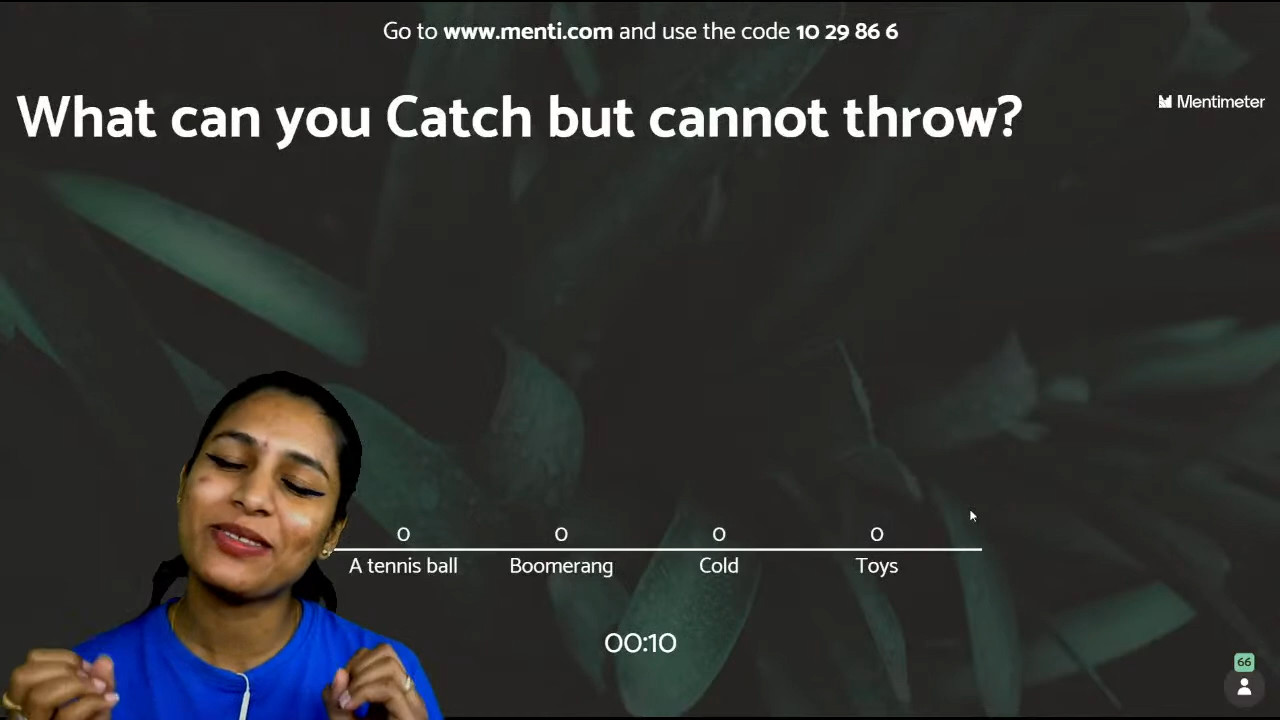 Go to www.menti.com and use the code 10 29 86 6
What can you Catch but cannot throw?
Mentimeter
0 0 0 0
A tennis ball Boomerang Cold Toys
00:10
66